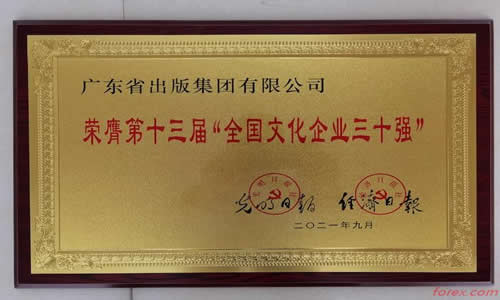 广东省出版集团有限公司
荣膺第十三届“全国文化企业三十强”
光明日报 经济日報
二〇二一年九月
forex.com